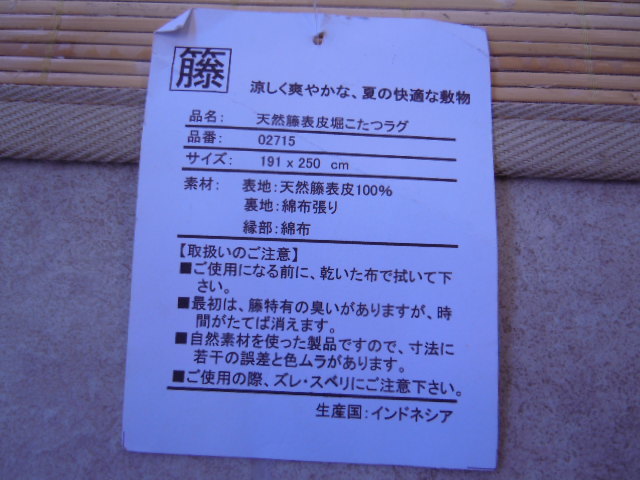 籐
涼しく爽やかな、夏の快適な敷物
品名: 天然籐表皮堀こたつラグ
品番: 02715
サイズ: 191 x 250 cm
素材: 表地:天然籐表皮100%
裏地:綿布張り
縁部:綿布
【取扱いのご注意】
■ご使用になる前に、乾いた布で拭いて下
さい。
■最初は、籐特有の臭いがありますが、時
間がたてば消えます。
■自然素材を使った製品ですので、寸法に
若干の誤差と色ムラがあります。
■ご使用の際、ズレ・スベリにご注意下さい。
生産国:インドネシア